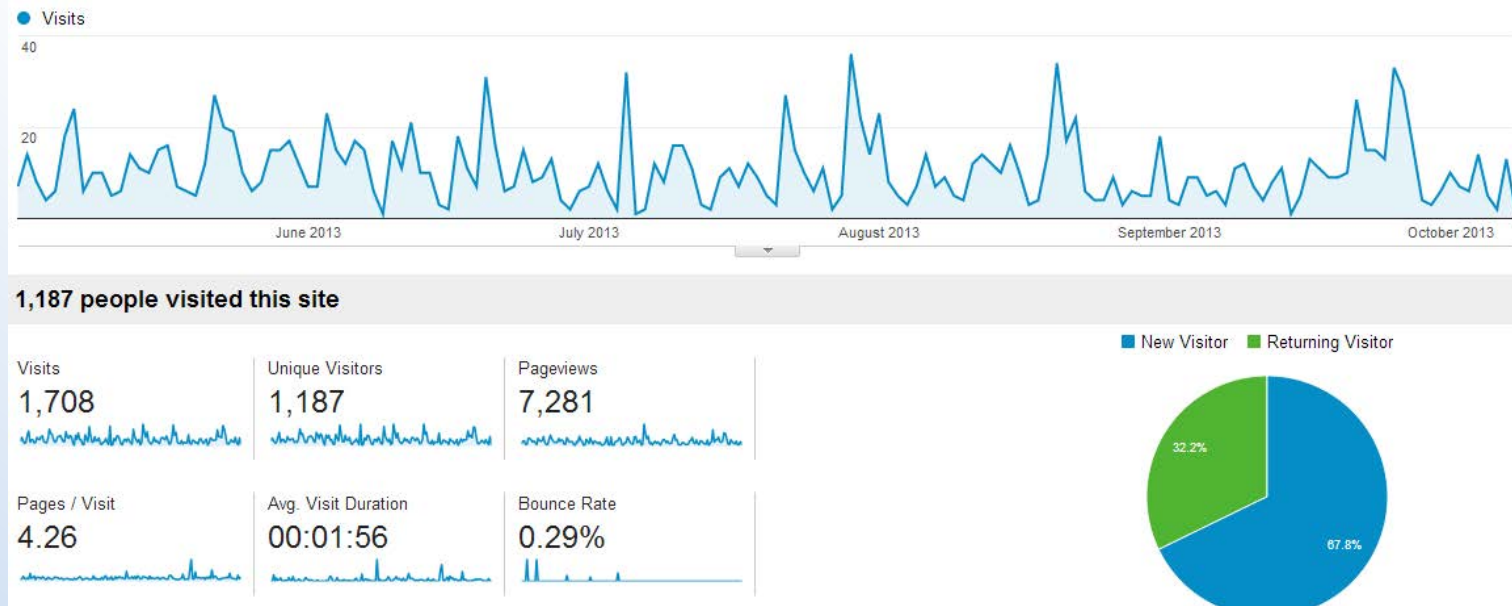 Visits
40
20
June 2013 July 2013 August 2013 September 2013 October 2013
1,187 people visited this site
New Visitor Returning Visitor
Visits Unique Visitors Pageviews
1,708 1,187 7,281
Pages / Visit Avg. Visit Duration Bounce Rate
4.26 00:01:56 0.29%
32.2%
67.8%